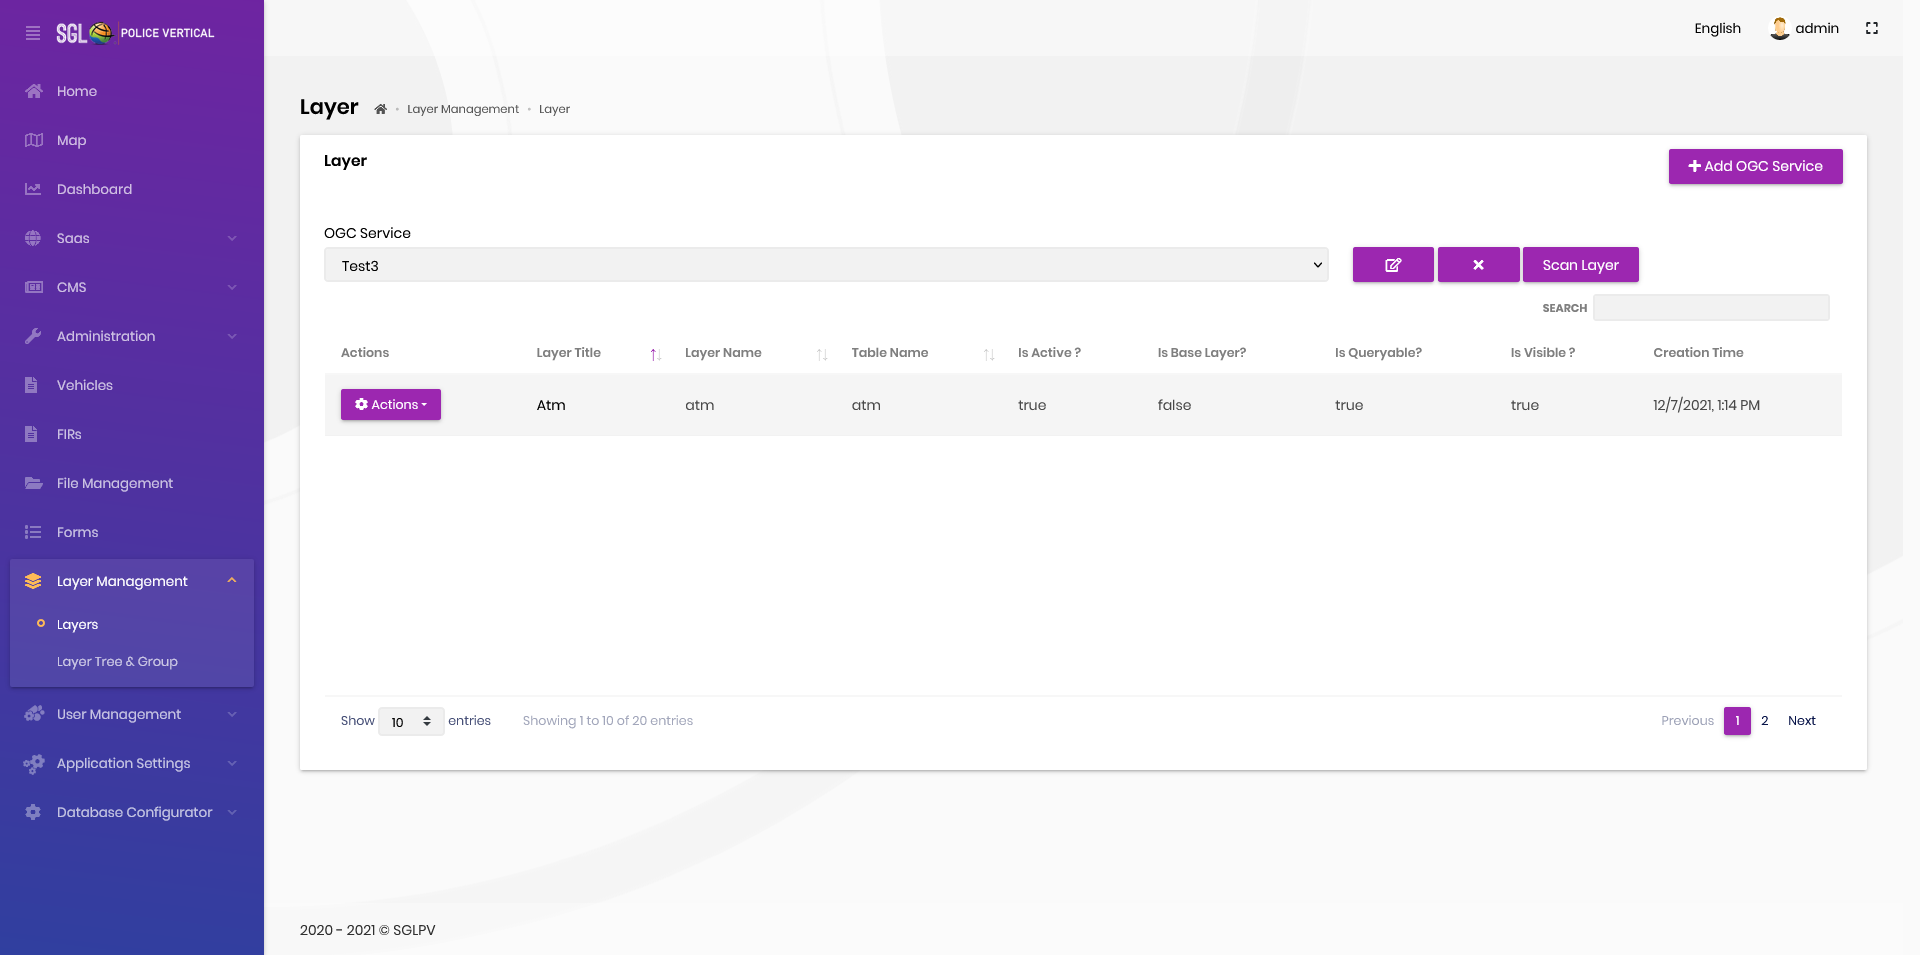 SGL POLICE VERTICAL
English
admin
Home
Map
Dashboard
Saas
CMS
Administration
Vehicles
FIRs
File Management
Forms
Layer Management
Layers
Layer Tree & Group
User Management
Application Settings
Database Configurator
Layer
Layer Management
Layer
Layer
Add OGC Service
OGC Service
Test3
Scan Layer
SEARCH
Actions Layer Title Layer Name Table Name Is Active ? Is Base Layer? Is Queryable? Is Visible ? Creation Time
Actions Atm atm atm true false true true 12/7/2021, 1:14 PM
Show 10 entries Showing 1 to 10 of 20 entries Previous 1 2 Next
2020 - 2021 © SGLPV